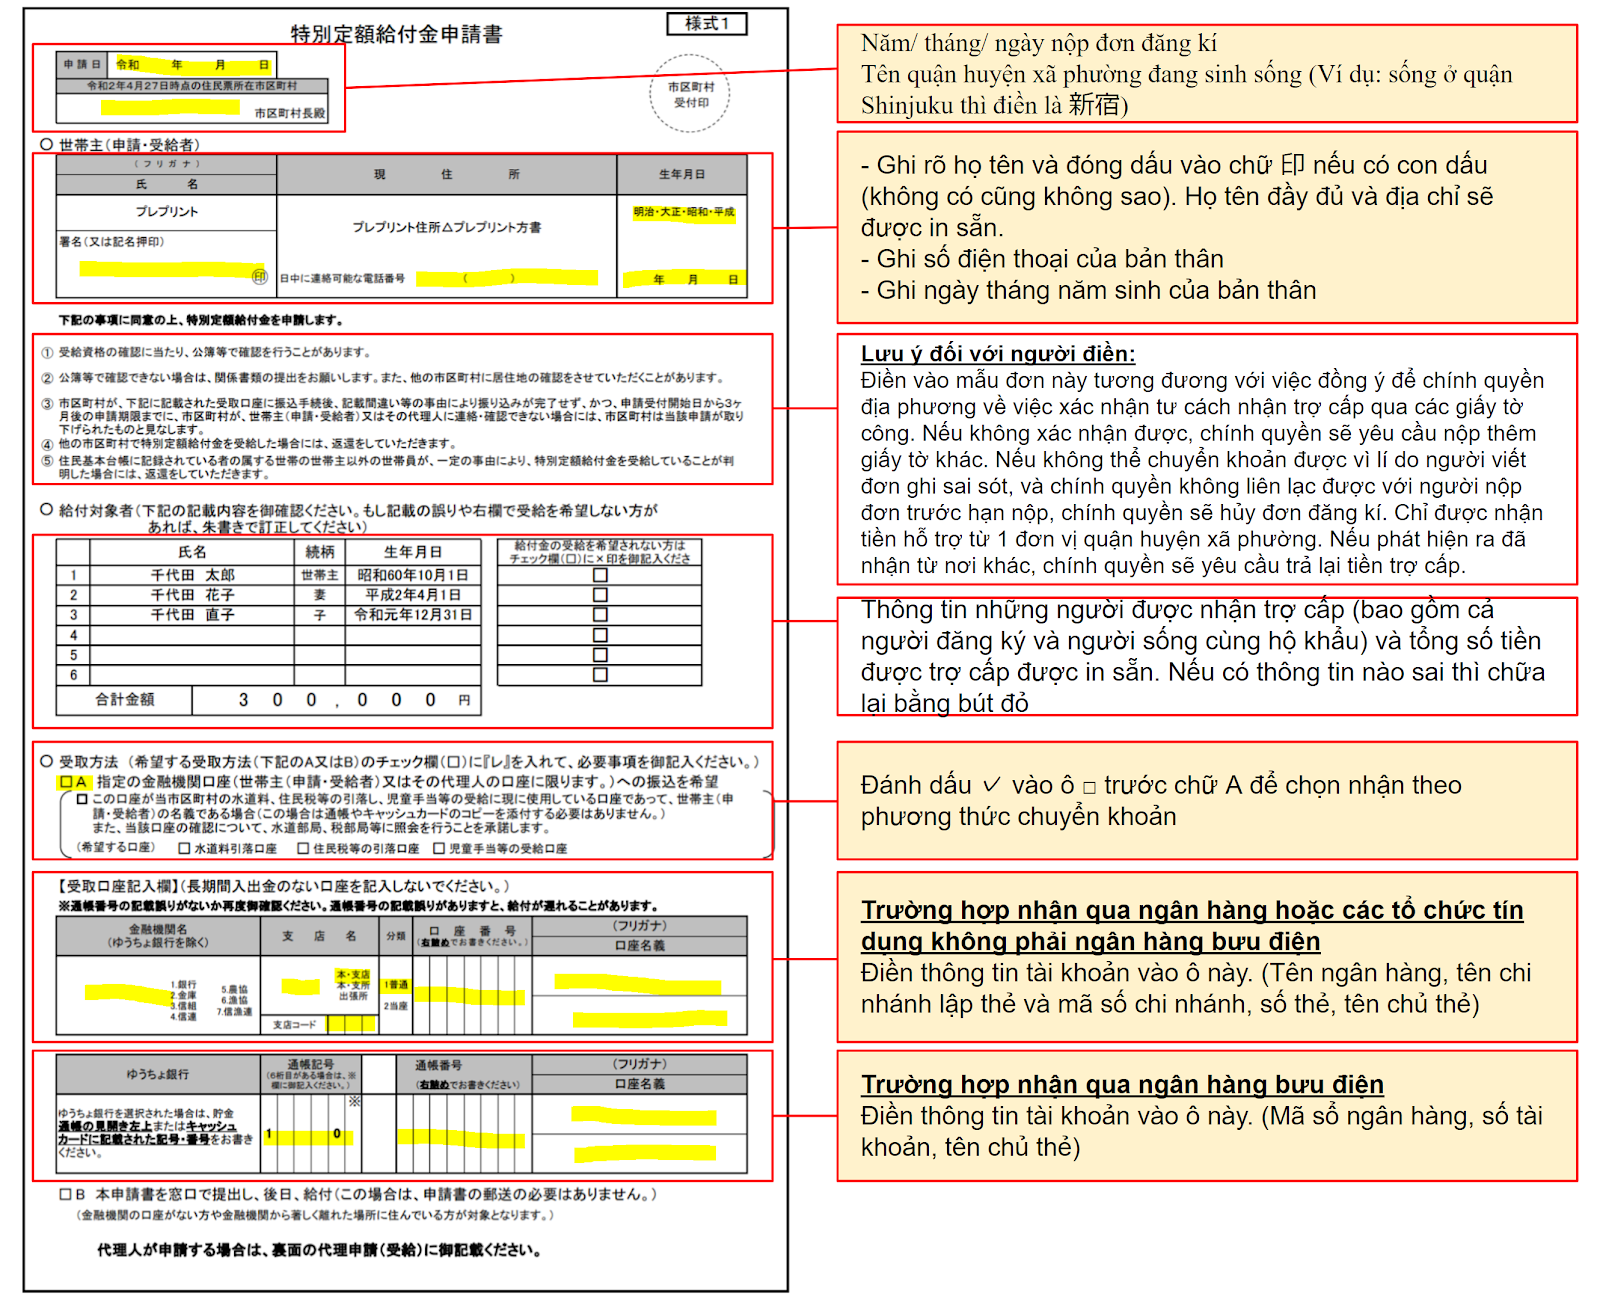 特別定額給付金申請書
様式1
申請日
令和 年 月 日
令和2年4月27日時点の住民票所在市区町村
市区町村長殿
市区町村
受付印
○ 世帯主(申請・受給者)
(フリガナ)
氏 名
現 住 所
生年月日
プレプリント
署名(又は記名押印)
㊞
プレプリント住所△プレプリント方書
日中に連絡可能な電話番号 ( )
明治・大正・昭和・平成
年 月 日
下記の事項に同意の上、特別定額給付金を申請します。
① 受給資格の確認に当たり、公簿等で確認を行うことがあります。
② 公簿等で確認できない場合は、関係書類の提出をお願いします。また、他の市区町村に居住地の確認をさせていただくことがあります。
③ 市区町村が、下記に記載された受取口座に振込手続後、記載間違い等の事由により振り込みが完了せず、かつ、申請受付開始日から3ヶ
月後の申請期限までに、市区町村が、世帯主(申請・受給者)又はその代理人に連絡・確認できない場合には、市区町村は当該申請が取り
下げられたものと見なします。
④ 他の市区町村で特別定額給付金を受給した場合には、返還をしていただきます。
⑤ 住民基本台帳に記録されている者の属する世帯の世帯主以外の世帯員が、一定の事由により、特別定額給付金を受給していることが判
明した場合には、返還をしていただきます。
○ 給付対象者(下記の記載内容を御確認ください。もし記載の誤りや右欄で受給を希望しない方が
あれば、朱書きで訂正してください)
氏名 続柄 生年月日
給付金の受給を希望されない方は
チェック欄(□)に×印を御記入くださ
1 千代田 太郎 世帯主 昭和60年10月1日 □
2 千代田 花子 妻 平成2年4月1日 □
3 千代田 直子 子 令和元年12月31日 □
4 □
5 □
6 □
合計金額 300,000 円
○ 受取方法 (希望する受取方法(下記のA又はB)のチェック欄(□)に『レ』を入れて、必要事項を御記入ください。)
□A 指定の金融機関口座(世帯主(申請・受給者)又はその代理人の口座に限ります。)への振込を希望
□ この口座が当市区町村の水道料、住民税等の引落し、児童手当等の受給に現に使用している口座であって、世帯主(申
請・受給者)の名義である場合(この場合は通帳やキャッシュカードのコピーを添付する必要はありません。)
また、当該口座の確認について、水道部局、税部局等に照会を行うことを承諾します。
(希望する口座) □ 水道料引落口座 □ 住民税等の引落口座 □ 児童手当等の受給口座
【受取口座記入欄】(長期間入出金のない口座を記入しないでください。)
※通帳番号の記載誤りがないか再度御確認ください。通帳番号の記載誤りがありますと、給付が遅れることがあります。
金融機関名
(ゆうちょ銀行を除く)
支 店 名
分類
口 座 番 号
(右詰めでお書きください。)
(フリガナ)
口座名義
1.銀行 5.農協
2.金庫 6.漁協
3.信組 7.信漁連
4.信連
本・支店
本・支所
出張所
支店コード
1普通
2当座
ゆうちょ銀行
通帳記号
(6桁目がある場合は、※
欄に御記入ください。)
通帳番号
(右詰めでお書きください)
(フリガナ)
口座名義
ゆうちょ銀行を選択された場合は、貯金
通帳の見開き左上またはキャッシュ
カードに記載された記号・番号をお書き
ください。
1 0 ※
□B 本申請書を窓口で提出し、後日、給付(この場合は、申請書の郵送の必要はありません。)
(金融機関の口座がない方や金融機関から著しく離れた場所に住んでいる方が対象となります。)
代理人が申請する場合は、裏面の代理申請(受給)に御記載ください。
Năm/ tháng/ ngày nộp đơn đăng kí
Tên quận huyện xã phường đang sinh sống (Ví dụ: sống ở quận
Shinjuku thì điền là 新宿)
- Ghi rõ họ tên và đóng dấu vào chữ 印 nếu có con dấu
(không có cũng không sao). Họ tên đầy đủ và địa chỉ sẽ
được in sẵn.
- Ghi số điện thoại của bản thân
- Ghi ngày tháng năm sinh của bản thân
Lưu ý đối với người điền:
Điền vào mẫu đơn này tương đương với việc đồng ý để chính quyền
địa phương về việc xác nhận tư cách nhận trợ cấp qua các giấy tờ
công. Nếu không xác nhận được, chính quyền sẽ yêu cầu nộp thêm
giấy tờ khác. Nếu không thể chuyển khoản được vì lí do người viết
đơn ghi sai sót, và chính quyền không liên lạc được với người nộp
đơn trước hạn nộp, chính quyền sẽ hủy đơn đăng kí. Chỉ được nhận
tiền hỗ trợ từ 1 đơn vị quận huyện xã phường. Nếu phát hiện ra đã
nhận từ nơi khác, chính quyền sẽ yêu cầu trả lại tiền trợ cấp.
Thông tin những người được nhận trợ cấp (bao gồm cả
người đăng ký và người sống cùng hộ khẩu) và tổng số tiền
được trợ cấp được in sẵn. Nếu có thông tin nào sai thì chữa
lại bằng bút đỏ
Đánh dấu ✓ vào ô □ trước chữ A để chọn nhận theo
phương thức chuyển khoản
Trường hợp nhận qua ngân hàng hoặc các tổ chức tín
dụng không phải ngân hàng bưu điện
Điền thông tin tài khoản vào ô này. (Tên ngân hàng, tên chi
nhánh lập thẻ và mã số chi nhánh, số thẻ, tên chủ thẻ)
Trường hợp nhận qua ngân hàng bưu điện
Điền thông tin tài khoản vào ô này. (Mã sổ ngân hàng, số tài
khoản, tên chủ thẻ)